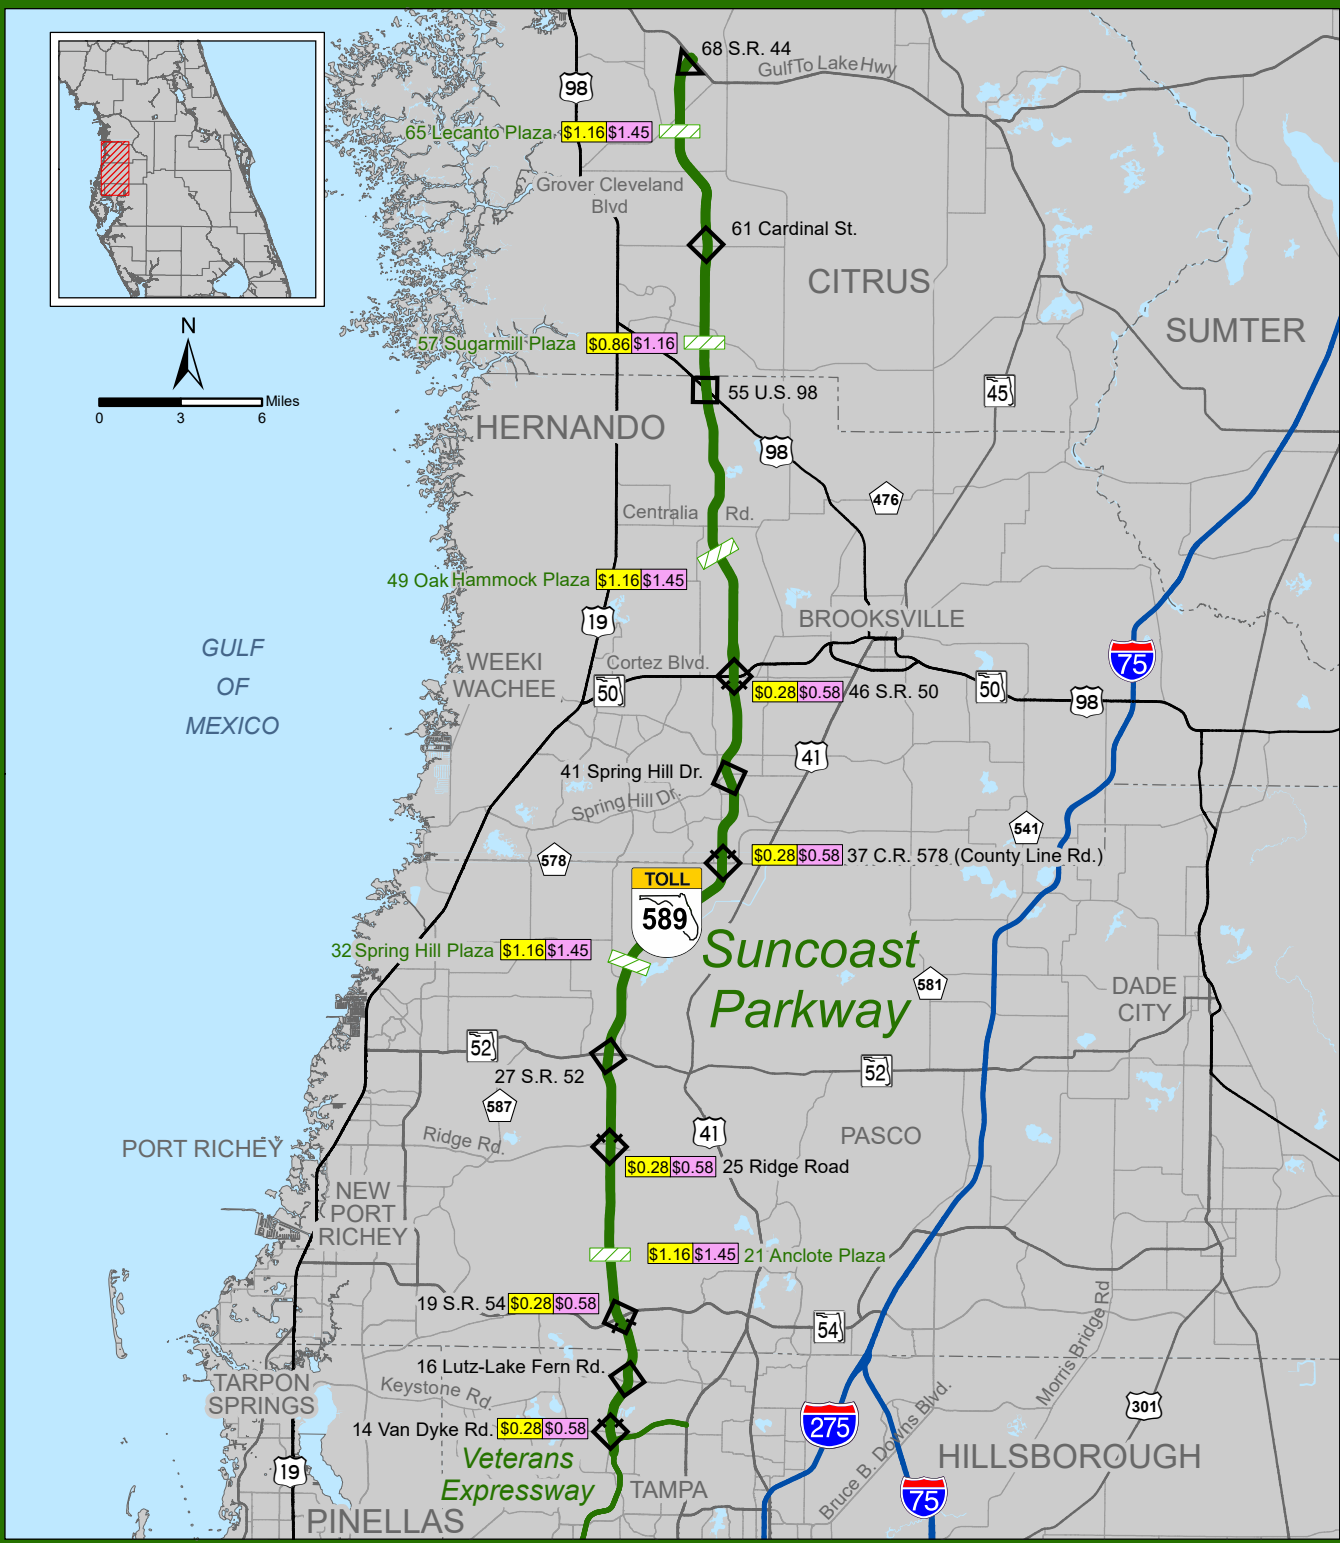 68 S.R. 44
Gulf To Lake Hwy
98
65 Lecanto Plaza $1.16 $1.45
Grover Cleveland
Blvd
61 Cardinal St.
CITRUS
N
SUMTER
57 Sugarmill Plaza $0.86 $1.16
Miles
0 3 6
55 U.S. 98
45
HERNANDO
98
476
Centralia Rd.
49 Oak Hammock Plaza $1.16 $1.45
19
BROOKSVILLE
GULF
OF
MEXICO
WEEKI
WACHEE
Cortez Blvd.
75
50
$0.28 $0.58 46 S.R. 50
50
98
41
41 Spring Hill Dr.
Spring Hill Dr.
541
578
$0.28 $0.58 37 C.R. 578 (County Line Rd.)
TOLL
589
32 Spring Hill Plaza $1.16 $1.45
Suncoast
Parkway
581
DADE
CITY
52
27 S.R. 52
52
587
Ridge Rd.
41
PORT RICHEY
PASCO
$0.28 $0.58 25 Ridge Road
NEW
PORT
RICHEY
$1.16 $1.45 21 Anclote Plaza
19 S.R. 54 $0.28 $0.58
54
Morris Bridge Rd
16 Lutz-Lake Fern Rd.
TARPON
SPRINGS
Keystone Rd.
301
14 Van Dyke Rd. $0.28 $0.58
275
Bruce B. Downs Blvd.
HILLSBOROUGH
Veterans
Expressway
19
TAMPA
75
PINELLAS